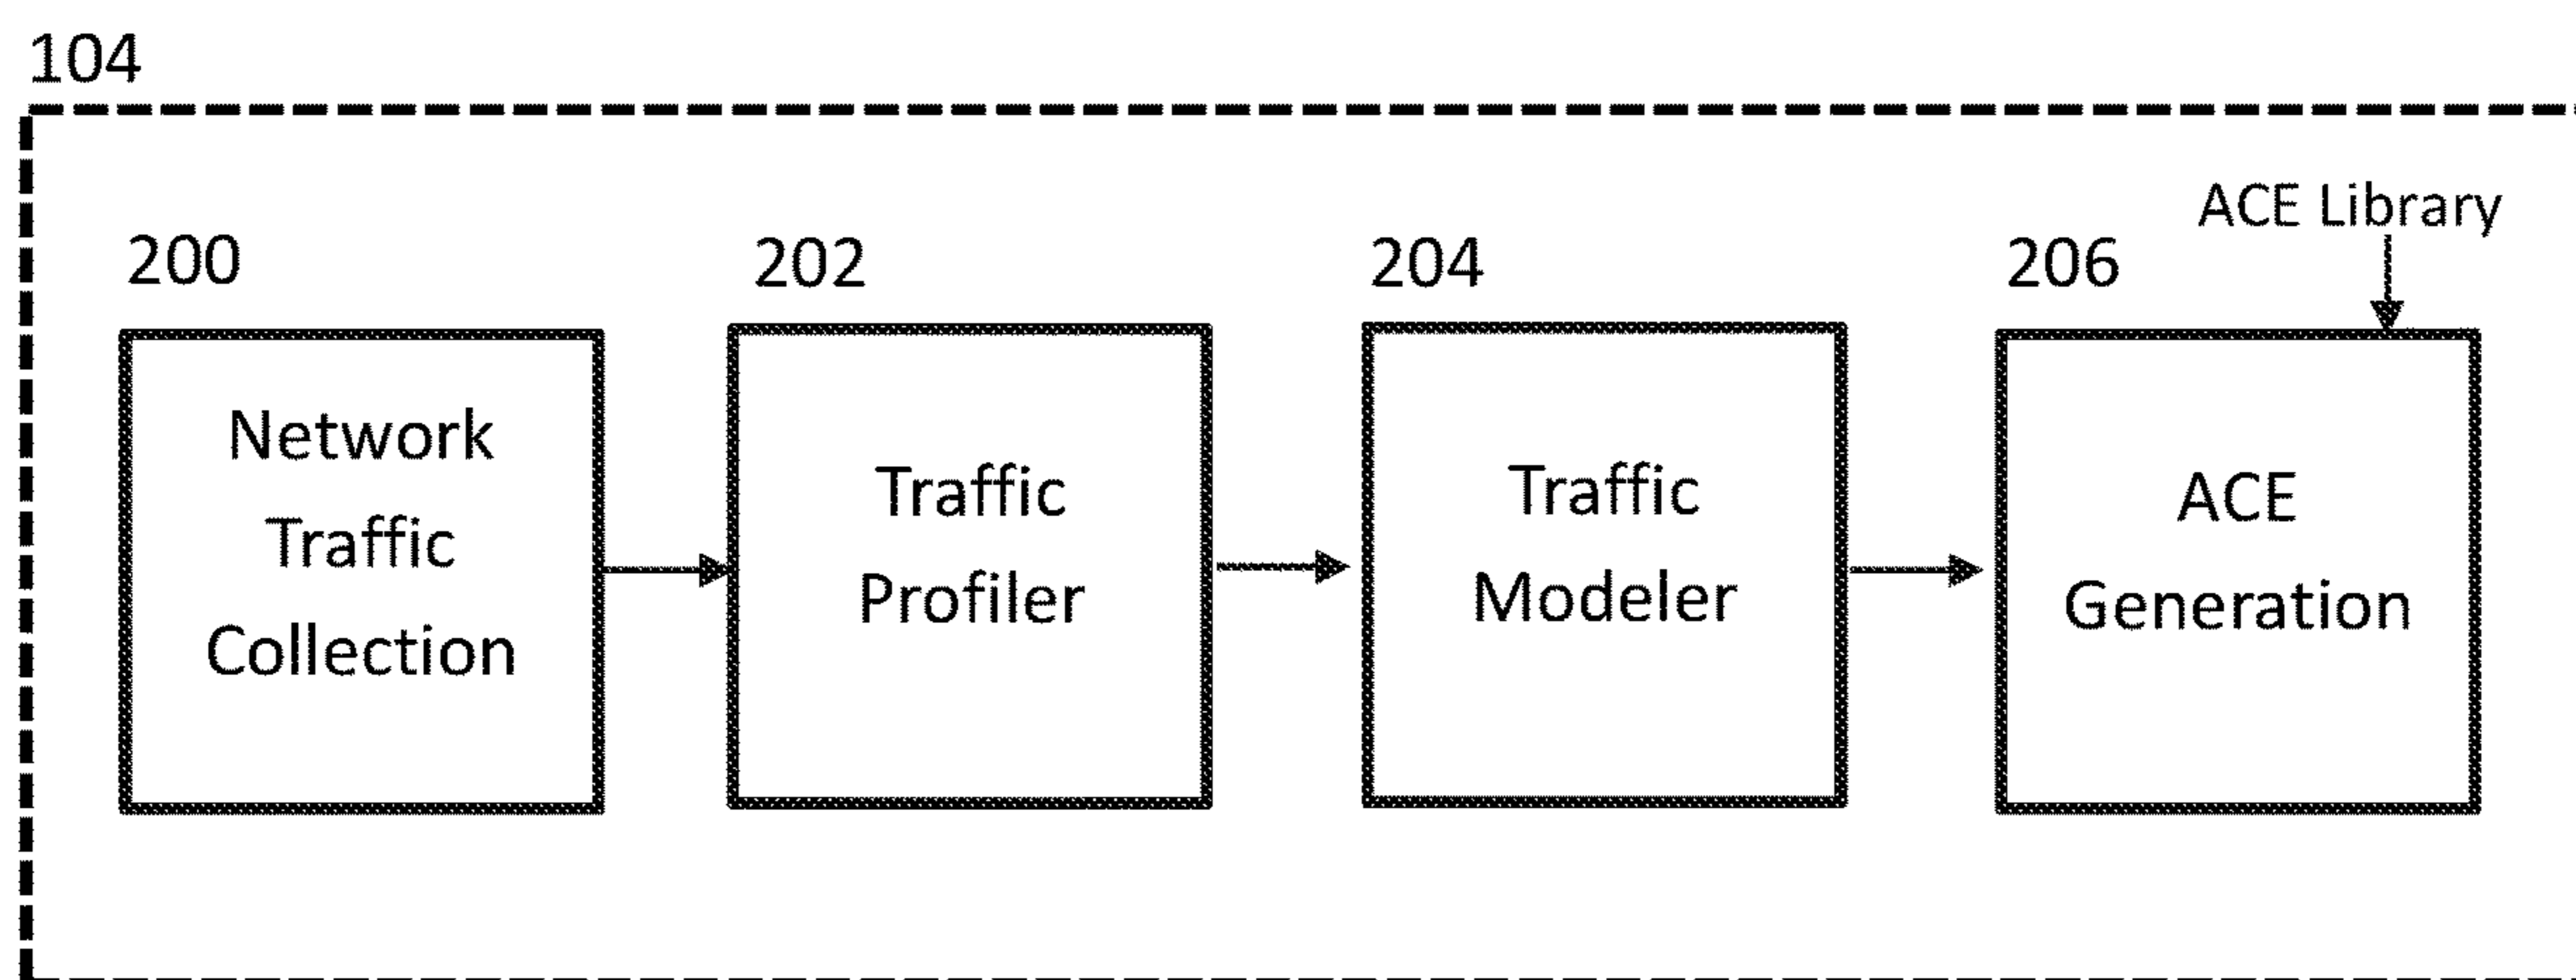 104
ACE Library
200
202
204
206
Network
Traffic
Collection
Traffic
Profiler
Traffic
Modeler
ACE
Generation